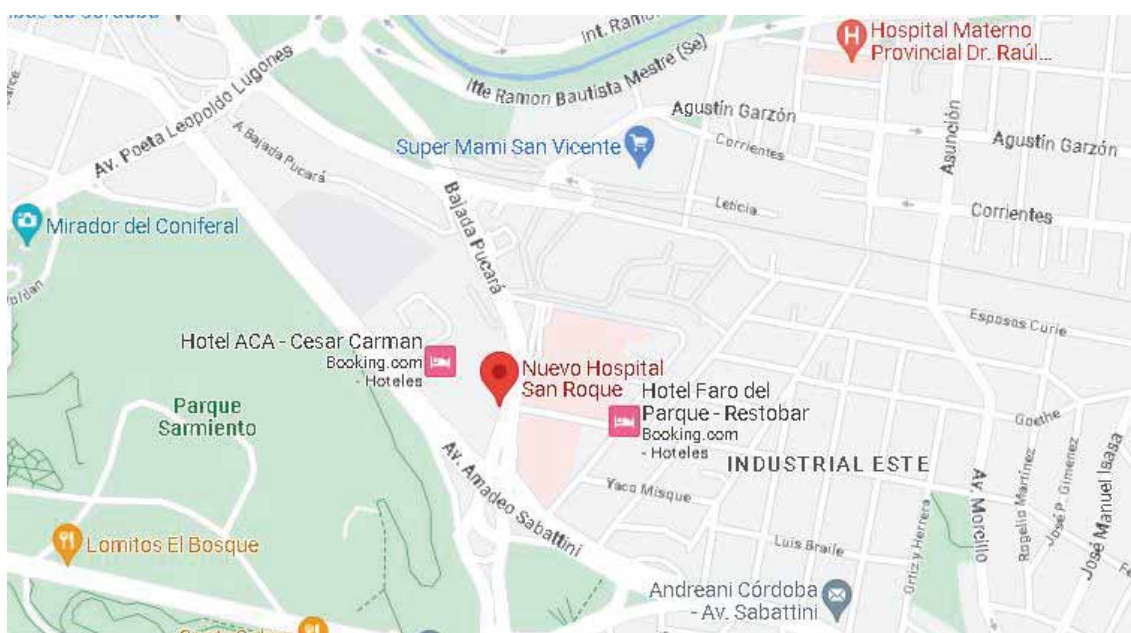 Int. Ramon
Hospital Materno
Provincial Dr. Raúl...
H
Av. Poeta Leopoldo Lugones
Itte Ramon Bautista Mestre (Se)
Agustín Garzón
Agustín Garzón
Asunción
A Bajada Pucará
Super Mami San Vicente
Corrientes
Bajada Pucará
Leticia
Corrientes
Mirador del Coniferal
Esposos Curie
Hotel ACA - Cesar Carman
Booking.com
- Hoteles
Nuevo Hospital
San Roque
Hotel Faro del
Parque - Restobar
Booking.com
- Hoteles
Parque
Sarmiento
Goethe
INDUSTRIAL ESTE
Av. Amadeo Sabattini
Yaco Misque
Av. Morcillo
Rogelio Martínez
José P. Gimenez
José Manuel Isasa
Ortiz y Herrera
Luis Braile
Lomitos El Bosque
Andreani Córdoba
- Av. Sabattini